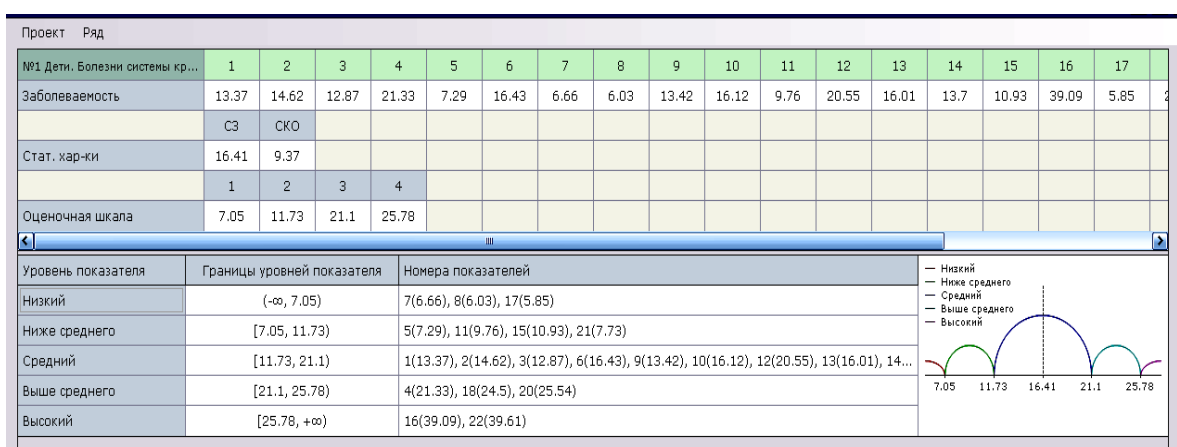 Проект Ряд
№1 Дети. Болезни системы кр... 1 2 3 4 5 6 7 8 9 10 11 12 13 14 15 16 17
Заболеваемость 13.37 14.62 12.87 21.33 7.29 16.43 6.66 6.03 13.42 16.12 9.76 20.55 16.01 13.7 10.93 39.09 5.85
СЗ СКО
Стат. хар-ки 16.41 9.37
1 2 3 4
Оценочная шкала 7.05 11.73 21.1 25.78
Уровень показателя Границы уровней показателя Номера показателей
Низкий (-∞, 7.05) 7(6.66), 8(6.03), 17(5.85)
Ниже среднего [7.05, 11.73) 5(7.29), 11(9.76), 15(10.93), 21(7.73)
Средний [11.73, 21.1) 1(13.37), 2(14.62), 3(12.87), 6(16.43), 9(13.42), 10(16.12), 12(20.55), 13(16.01), 14...
Выше среднего [21.1, 25.78) 4(21.33), 18(24.5), 20(25.54)
Высокий [25.78, +∞) 16(39.09), 22(39.61)
— Низкий
— Ниже среднего
— Средний
— Выше среднего
— Высокий
7.05 11.73 16.41 21.1 25.78